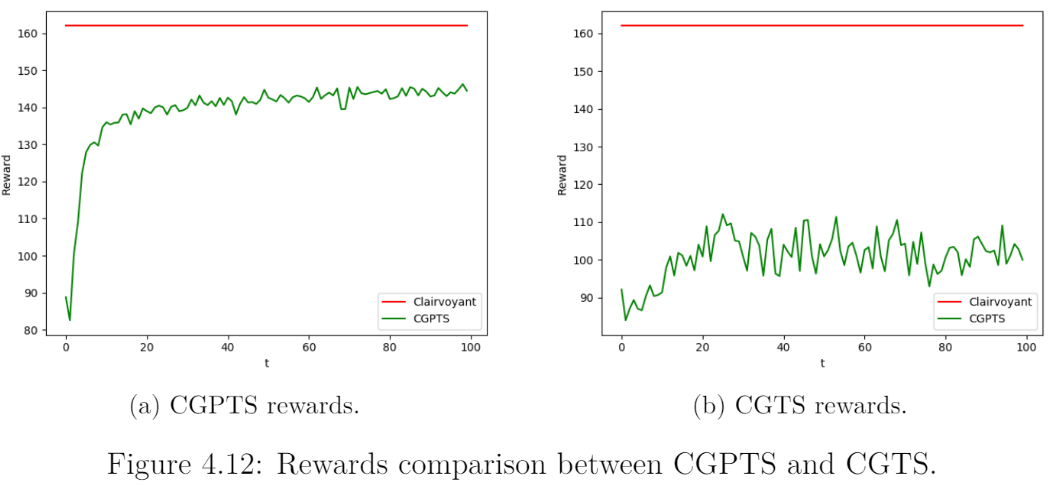 160
150
140
130
120
110
100
90
80
Reward
0
20
40
60
80
100
t
Clairvoyant
CGPTS
(a) CGPTS rewards.
160
150
140
130
120
110
100
90
Reward
0
20
40
60
80
100
t
Clairvoyant
CGPTS
(b) CGTS rewards.
Figure 4.12: Rewards comparison between CGPTS and CGTS.